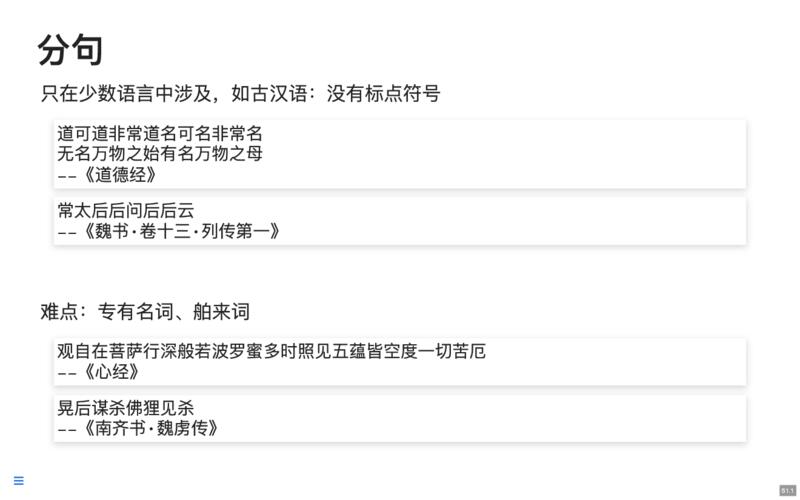 分句
只在少数语言中涉及，如古汉语：没有标点符号
道可道非常道名可名非常名
无名万物之始有名万物之母
--《道德经》
常太后后问后后云
--《魏书·卷十三·列传第一》
难点：专有名词、舶来词
观自在菩萨行深般若波罗蜜多时照见五蕴皆空度一切苦厄
--《心经》
晃后谋杀佛狸见杀
--《南齐书·魏虏传》
51.1